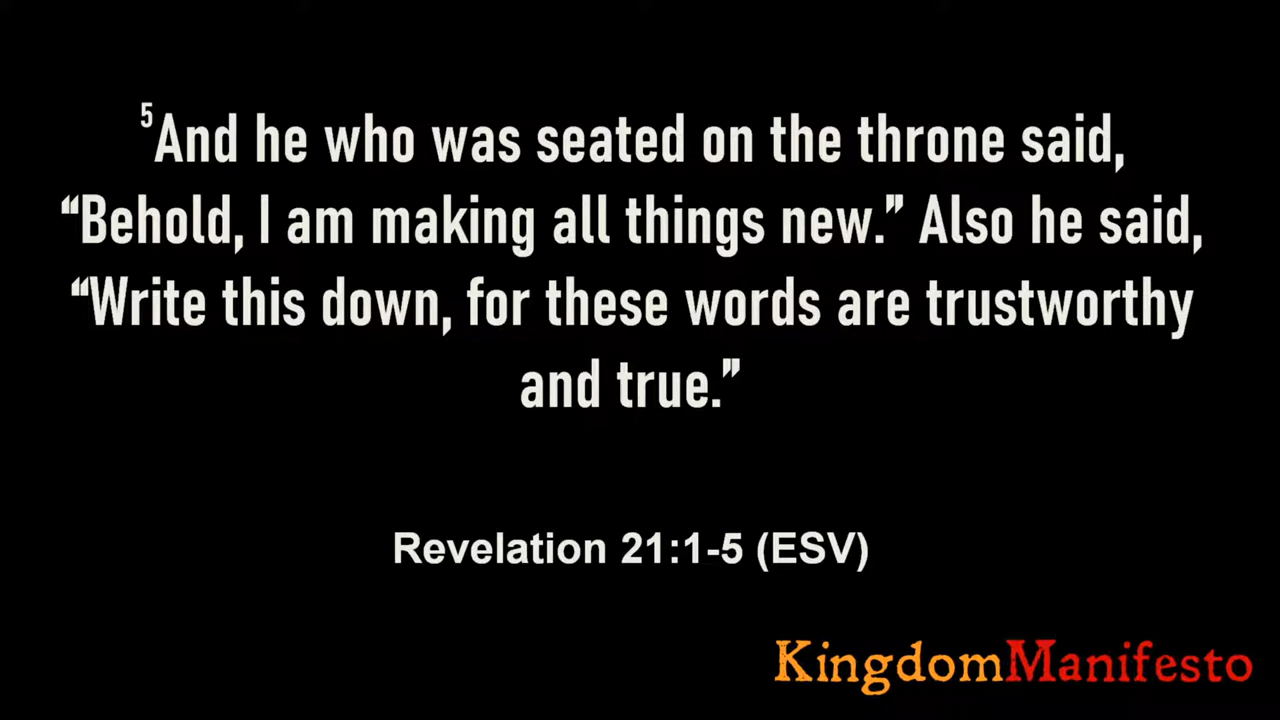 ⁵And he who was seated on the throne said,
“Behold, I am making all things new.” Also he said,
“Write this down, for these words are trustworthy
and true.”
Revelation 21:1-5 (ESV)
KingdomManifesto